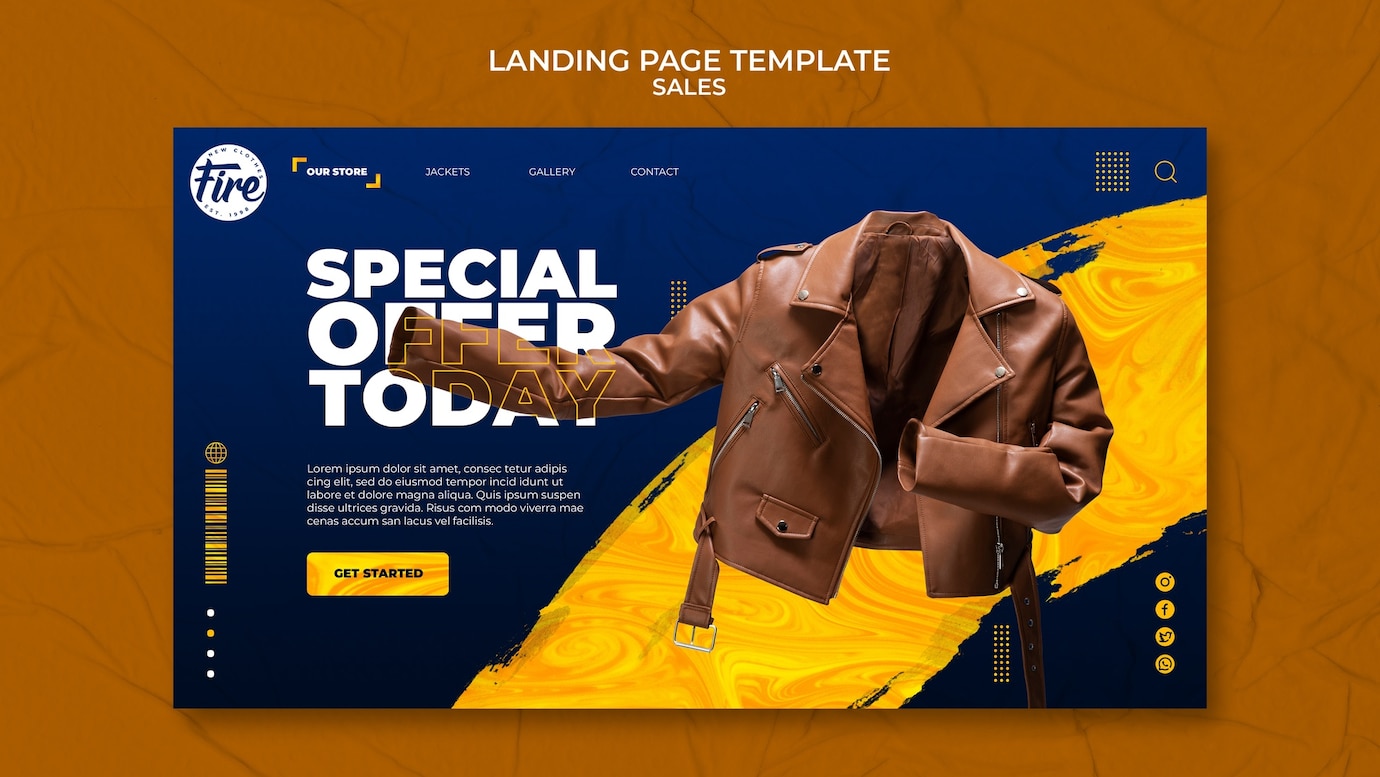 LANDING PAGE TEMPLATE
SALES
NEW CLOTHES
Fire
EST. 1998
OUR STORE
JACKETS
GALLERY
CONTACT
SPECIAL
OFFER
TODAY
Lorem ipsum dolor sit amet, consec tetur adipis
cing elit, sed do eiusmod tempor incid idunt ut
labore et dolore magna aliqua. Quis ipsum suspen
disse ultrices gravida. Risus com modo viverra mae
cenas accum san lacus vel facilisis.
GET STARTED